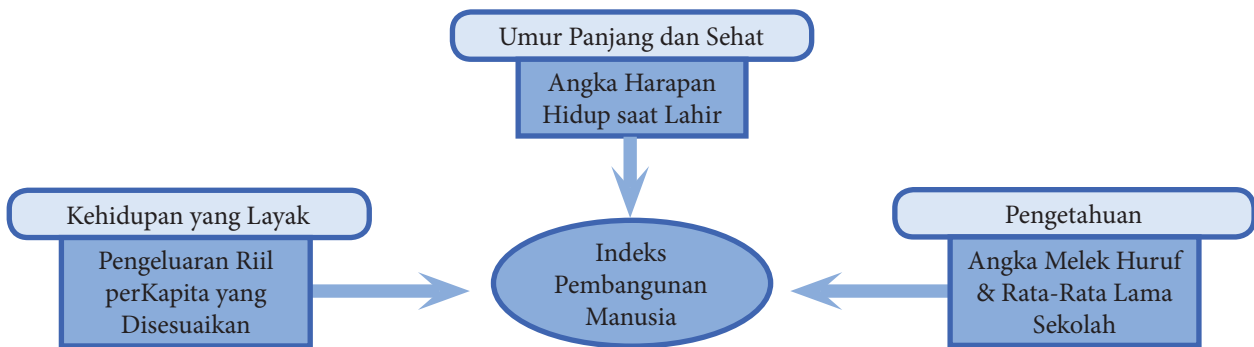 Umur Panjang dan Sehat
Angka Harapan
Hidup saat Lahir
Kehidupan yang Layak
Pengeluaran Riil
perKapita yang
Disesuaikan
Indeks
Pembangunan
Manusia
Pengetahuan
Angka Melek Huruf
& Rata-Rata Lama
Sekolah